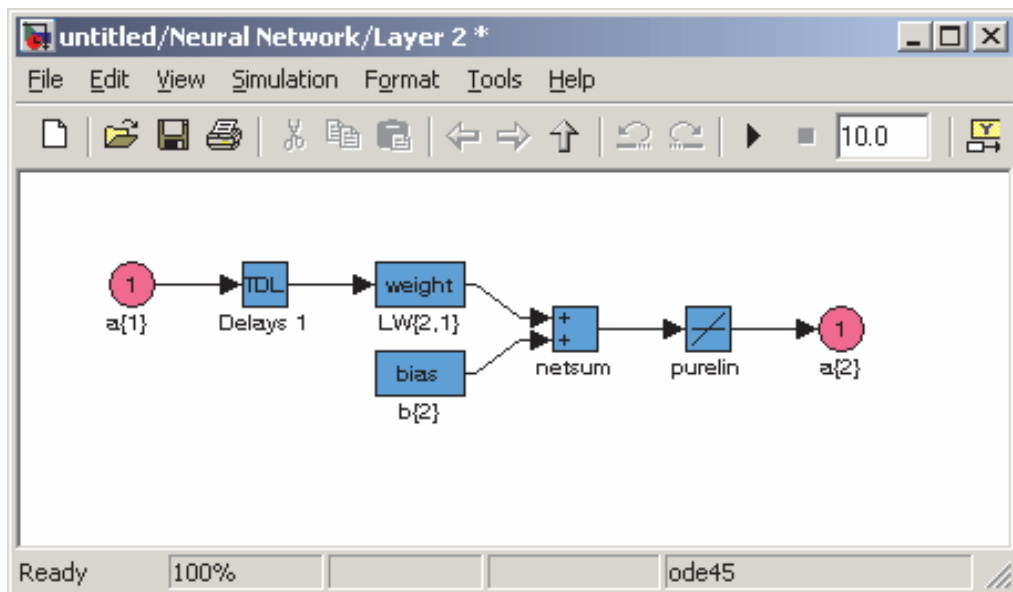 untitled/Neural Network/Layer 2 *
File Edit View Simulation Format Tools Help
10.0
Y
1 TDL weight
a{1} Delays 1 LW{2,1}
+
+
1
bias
netsum purelin a{2}
b{2}
Ready 100% ode45